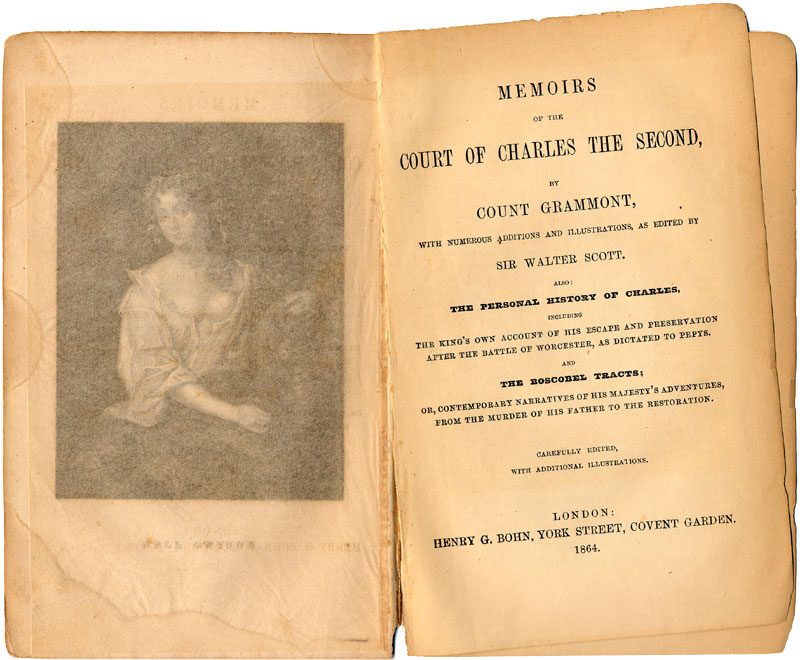 MEMOIRS
OF THE
COURT OF CHARLES THE SECOND,
BY
COUNT GRAMMONT,
WITH NUMEROUS ADDITIONS AND ILLUSTRATIONS, AS EDITED BY
SIR WALTER SCOTT.
ALSO:
THE PERSONAL HISTORY OF CHARLES,
INCLUDING
THE KING'S OWN ACCOUNT OF HIS ESCAPE AND PRESERVATION
AFTER THE BATTLE OF WORCESTER, AS DICTATED TO PEPYS.
AND
THE BOSCOBEL TRACTS;
OR, CONTEMPORARY NARRATIVES OF HIS MAJESTY'S ADVENTURES,
FROM THE MURDER OF HIS FATHER TO THE RESTORATION.
CAREFULLY EDITED,
WITH ADDITIONAL ILLUSTRATIONS.
LONDON:
HENRY G. BOHN, YORK STREET, COVENT GARDEN.
1864.